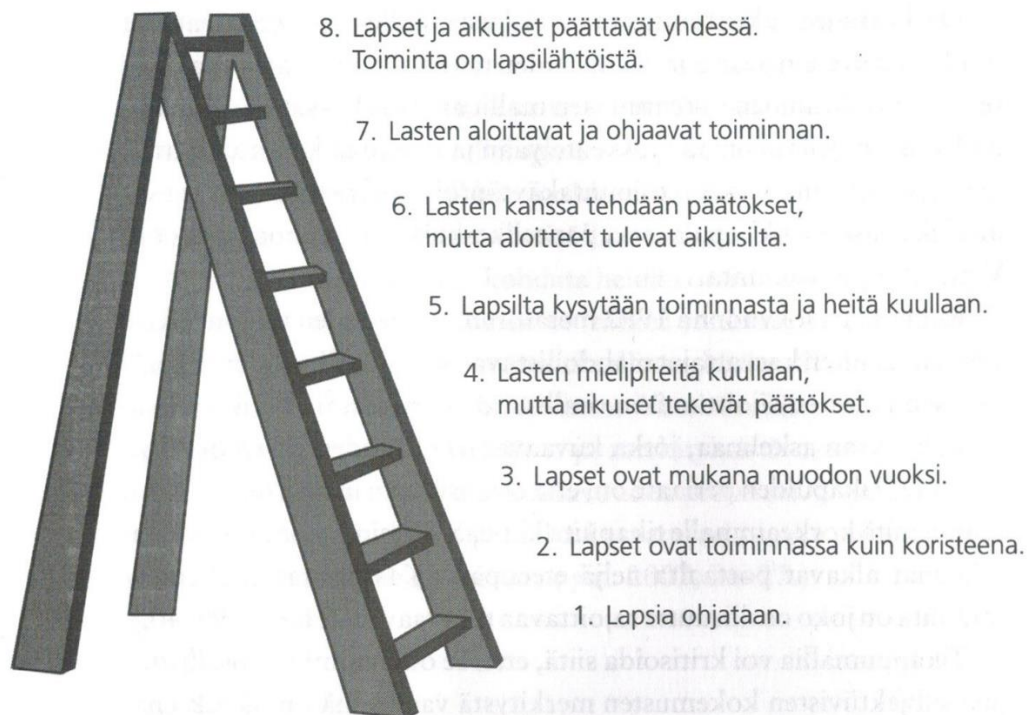 8. Lapset ja aikuiset päättävät yhdessä.
Toiminta on lapsilähtöistä.
7. Lasten aloittavat ja ohjaavat toiminnan.
6. Lasten kanssa tehdään päätökset,
mutta aloitteet tulevat aikuisilta.
5. Lapsilta kysytään toiminnasta ja heitä kuullaan.
4. Lasten mielipiteitä kuullaan,
mutta aikuiset tekevät päätökset.
3. Lapset ovat mukana muodon vuoksi.
2. Lapset ovat toiminnassa kuin koristeena.
1. Lapsia ohjataan.